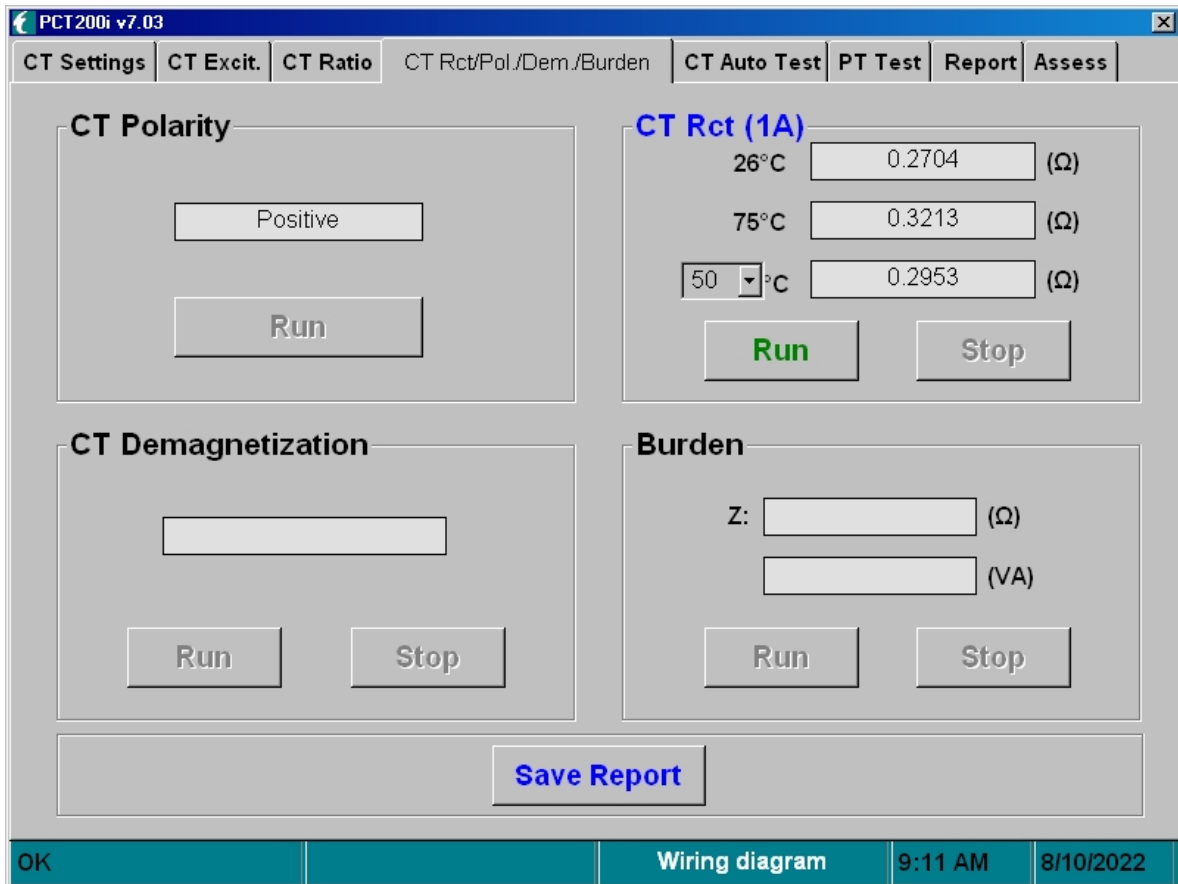 PCT200i v7.03
CT Settings CT Excit. CT Ratio CT Rct/Pol./Dem./Burden CT Auto Test PT Test Report Assess
CT Polarity
Positive
Run
CT Rct (1A)
26°C 0.2704 (Ω)
75°C 0.3213 (Ω)
50 °C 0.2953 (Ω)
Run Stop
CT Demagnetization
Run Stop
Burden
Z: (Ω)
(VA)
Run Stop
Save Report
OK Wiring diagram 9:11 AM 8/10/2022